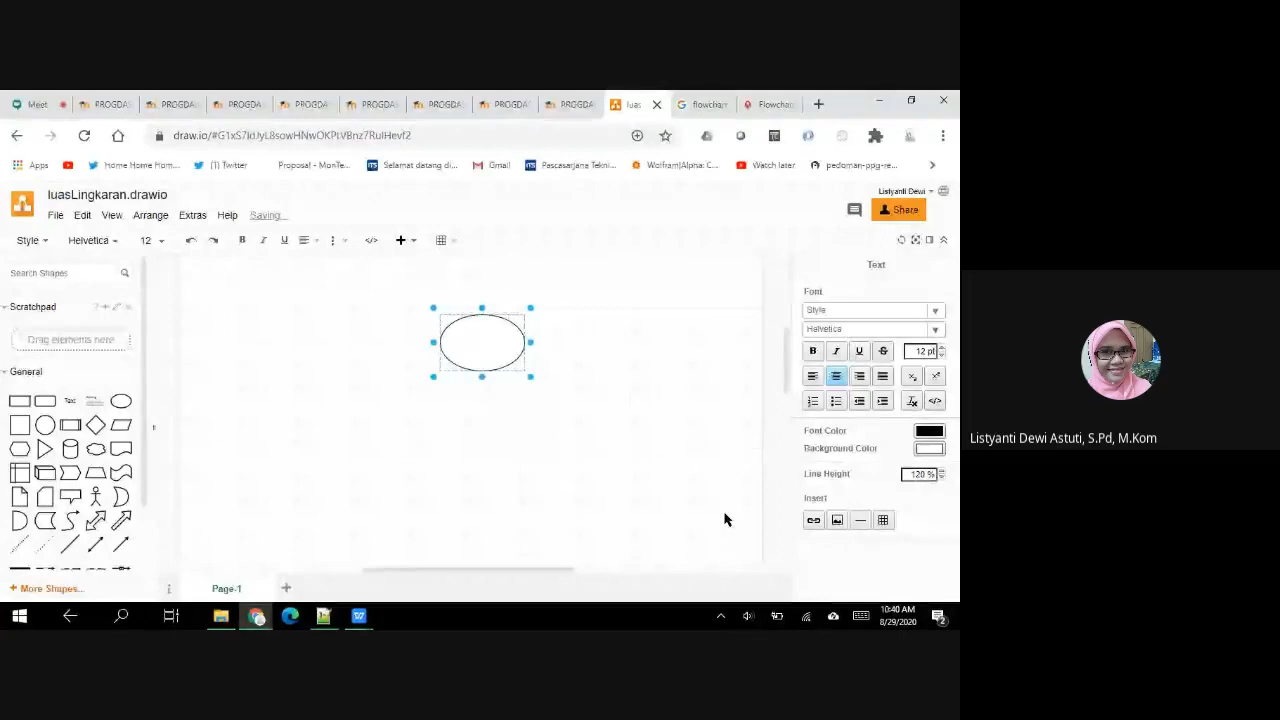 Meet
PROGDAS
PROGDA
PROGDA
PROGDA
PROGDA
PROGDA
PROGDA
PROGDA
luas
flowchar
Flowchar
draw.io/#G1xS7IdJyL8sowHNwOKPtVBnz7RulHevf2
Apps
Home Home Hom...
(1) Twitter
Proposal - MonTe...
Selamat datang di...
Gmail
Pascasarjana Tekni...
Wolfram|Alpha: C...
Watch later
pedoman-ppg-re...
luasLingkaran.drawio
Listyanti Dewi
File Edit View Arrange Extras Help Saving...
Share
Style
Helvetica
12
B I U
Search Shapes
Text
Scratchpad
Font
Style
Drag elements here
Helvetica
B I U S
12 pt
General
Text
Font Color
Background Color
Line Height
120 %
Insert
More Shapes...
Page-1
10:40 AM
8/29/2020
2
Listyanti Dewi Astuti, S.Pd, M.Kom